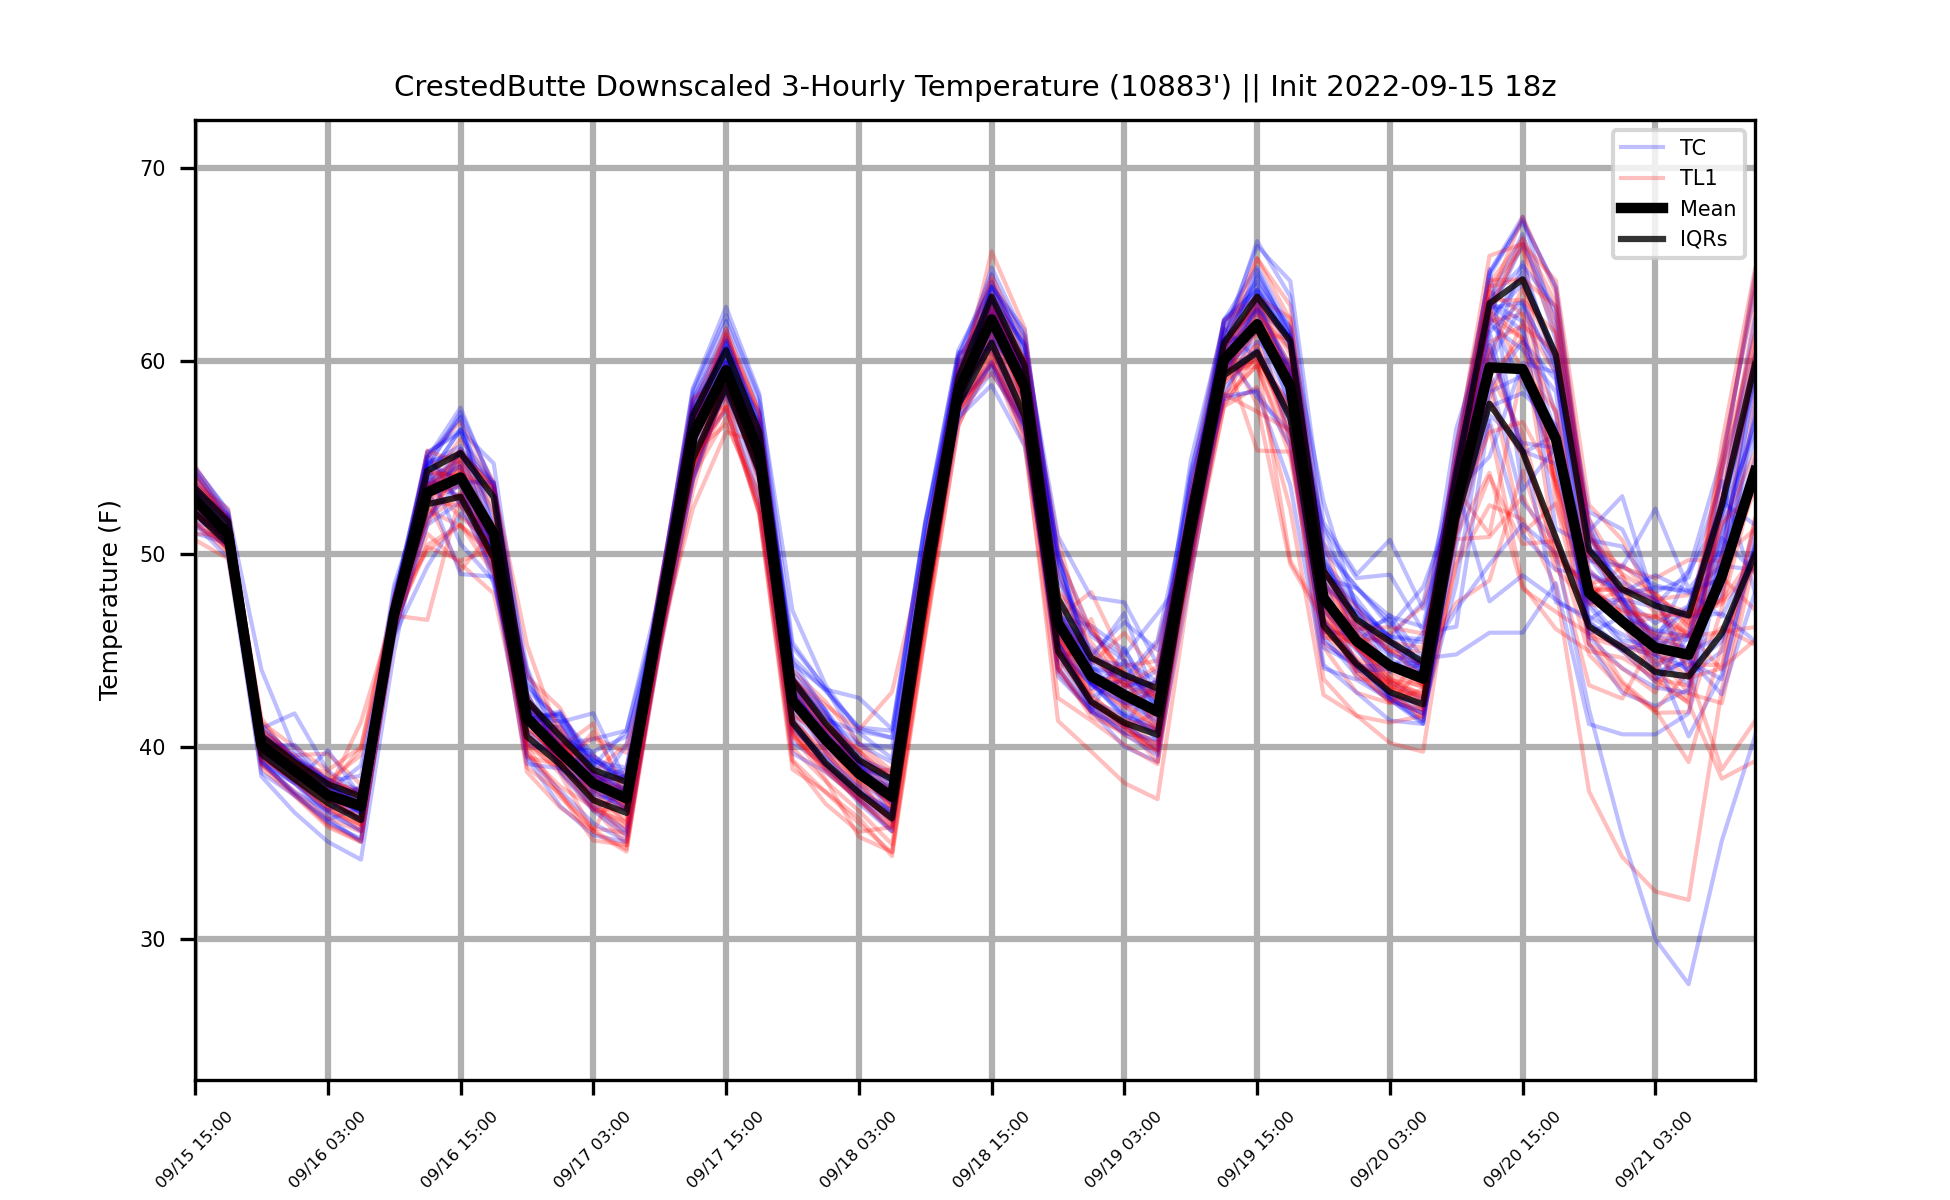 CrestedButte Downscaled 3-Hourly Temperature (10883') || Init 2022-09-15 18z
TC
TL1
Mean
IQRs
Temperature (F)
70
60
50
40
30
09/15 15:00
09/16 03:00
09/16 15:00
09/17 03:00
09/17 15:00
09/18 03:00
09/18 15:00
09/19 03:00
09/19 15:00
09/20 03:00
09/20 15:00
09/21 03:00